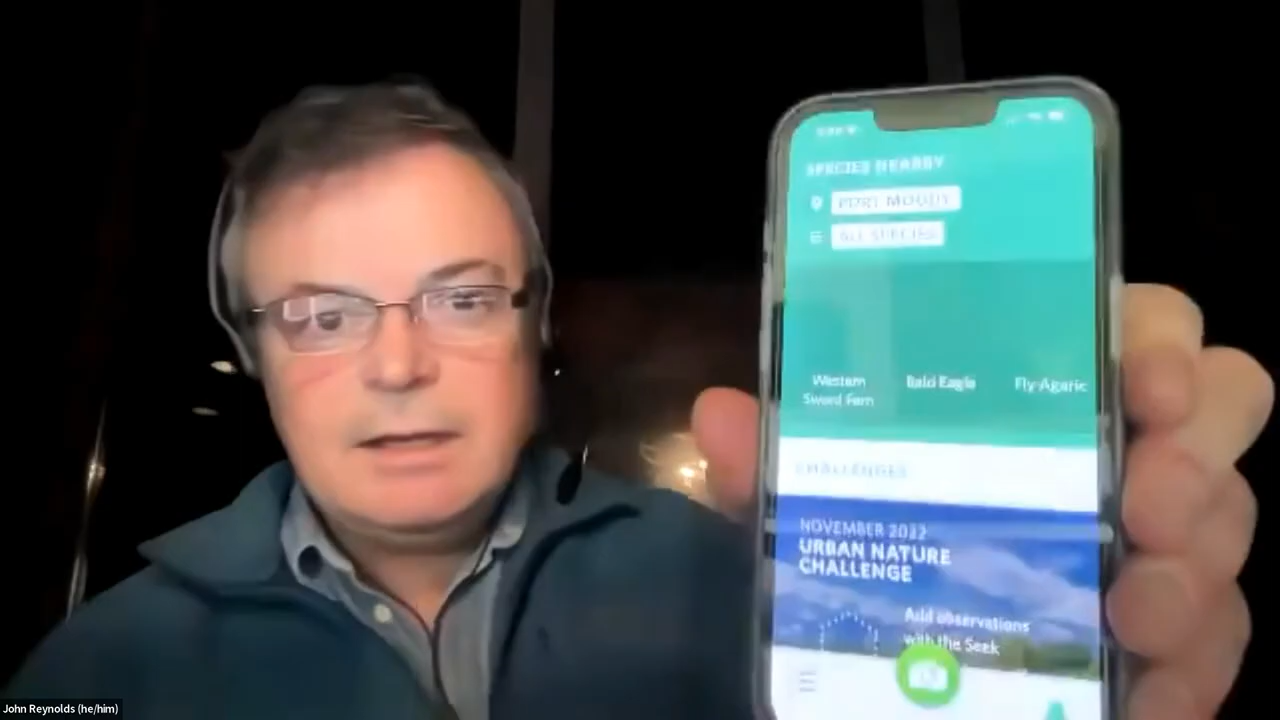 SPECIES NEARBY
PORT MOODY
ALL SPECIES
Western
Sword Fern
Bald Eagle
Fly Agaric
CHALLENGES
NOVEMBER 2022
URBAN NATURE
CHALLENGE
Add observations
with the Seek
John Reynolds (he/him)